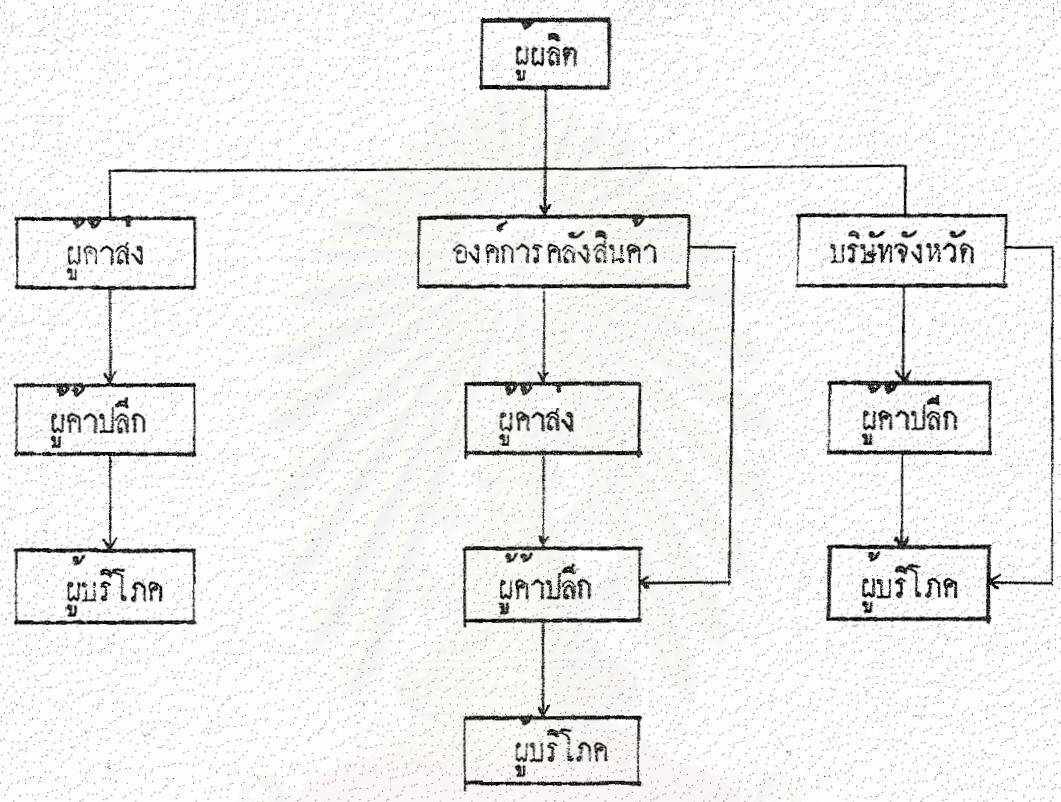 ผู้ผลิต
ผู้ค้าส่ง
องค์การคลังสินค้า
บริษัทจังหวัด
ผู้ค้าปลีก
ผู้ค้าส่ง
ผู้ค้าปลีก
ผู้บริโภค
ผู้ค้าปลีก
ผู้บริโภค
ผู้บริโภค